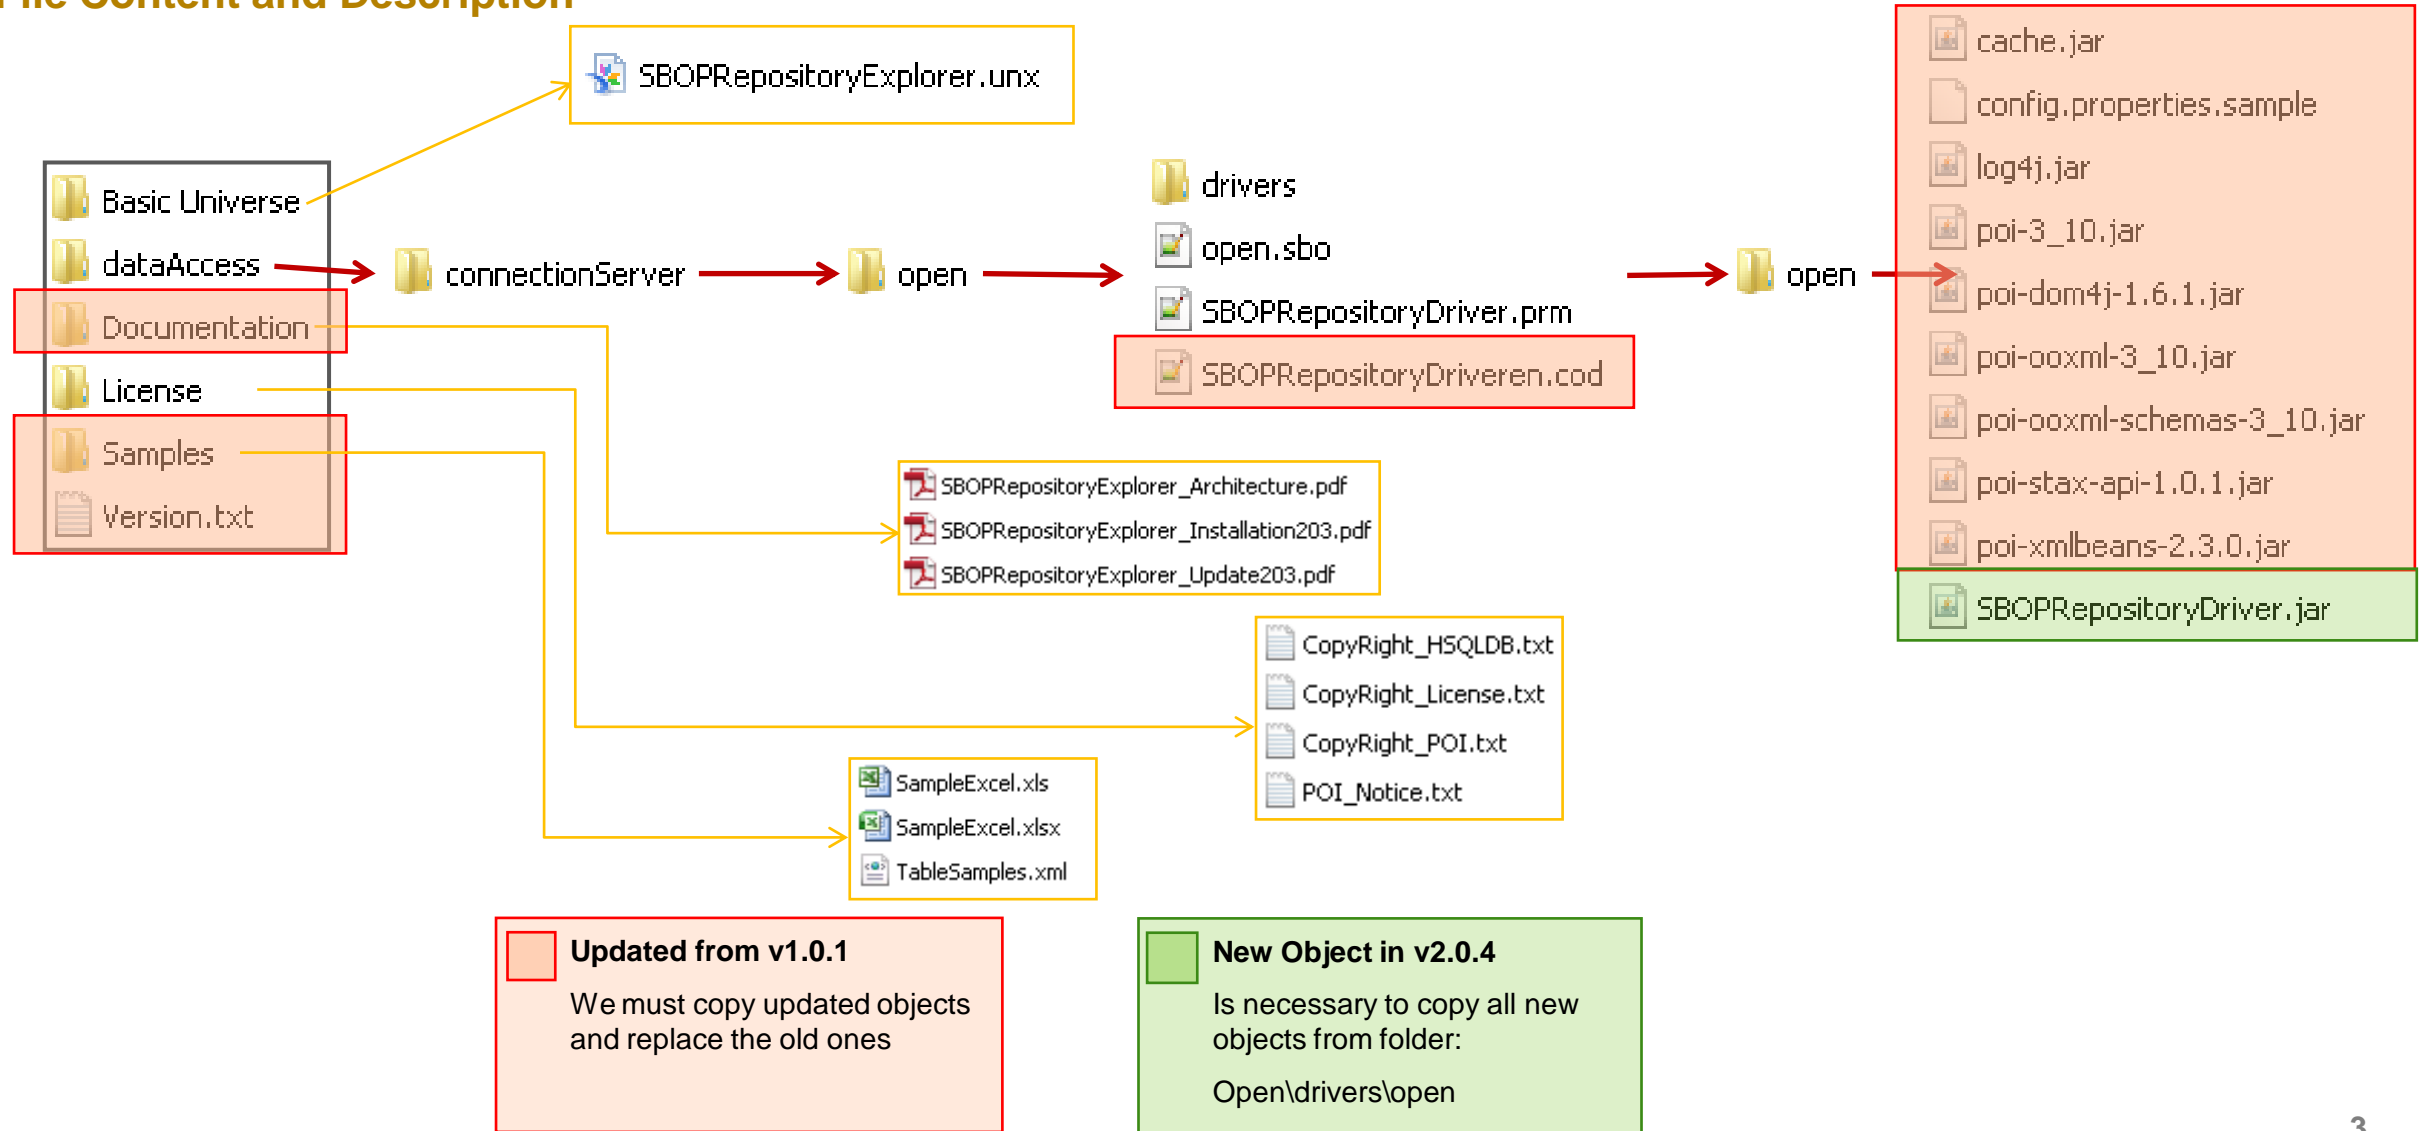 File Content and Description
SBOPRepositoryExplorer.unx
Basic Universe
dataAccess
Documentation
License
Samples
Version.txt
connectionServer
open
drivers
open.sbo
SBOPRepositoryDriver.prm
SBOPRepositoryDriveren.cod
open
cache.jar
config.properties.sample
log4j.jar
poi-3_10.jar
poi-dom4j-1.6.1.jar
poi-ooxml-3_10.jar
poi-ooxml-schemas-3_10.jar
poi-stax-api-1.0.1.jar
poi-xmlbeans-2.3.0.jar
SBOPRepositoryDriver.jar
SBOPRepositoryExplorer_Architecture.pdf
SBOPRepositoryExplorer_Installation203.pdf
SBOPRepositoryExplorer_Update203.pdf
CopyRight_HSQLDB.txt
CopyRight_License.txt
CopyRight_POI.txt
POI_Notice.txt
SampleExcel.xls
SampleExcel.xlsx
TableSamples.xml
Updated from v1.0.1
We must copy updated objects
and replace the old ones
New Object in v2.0.4
Is necessary to copy all new
objects from folder:
Open\drivers\open
3